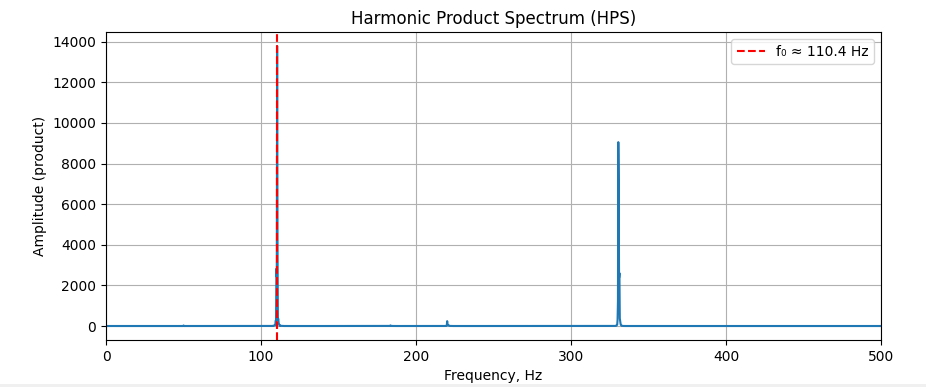 Harmonic Product Spectrum (HPS)
f₀ ≈ 110.4 Hz
Amplitude (product)
14000
12000
10000
8000
6000
4000
2000
0
0 100 200 300 400 500
Frequency, Hz